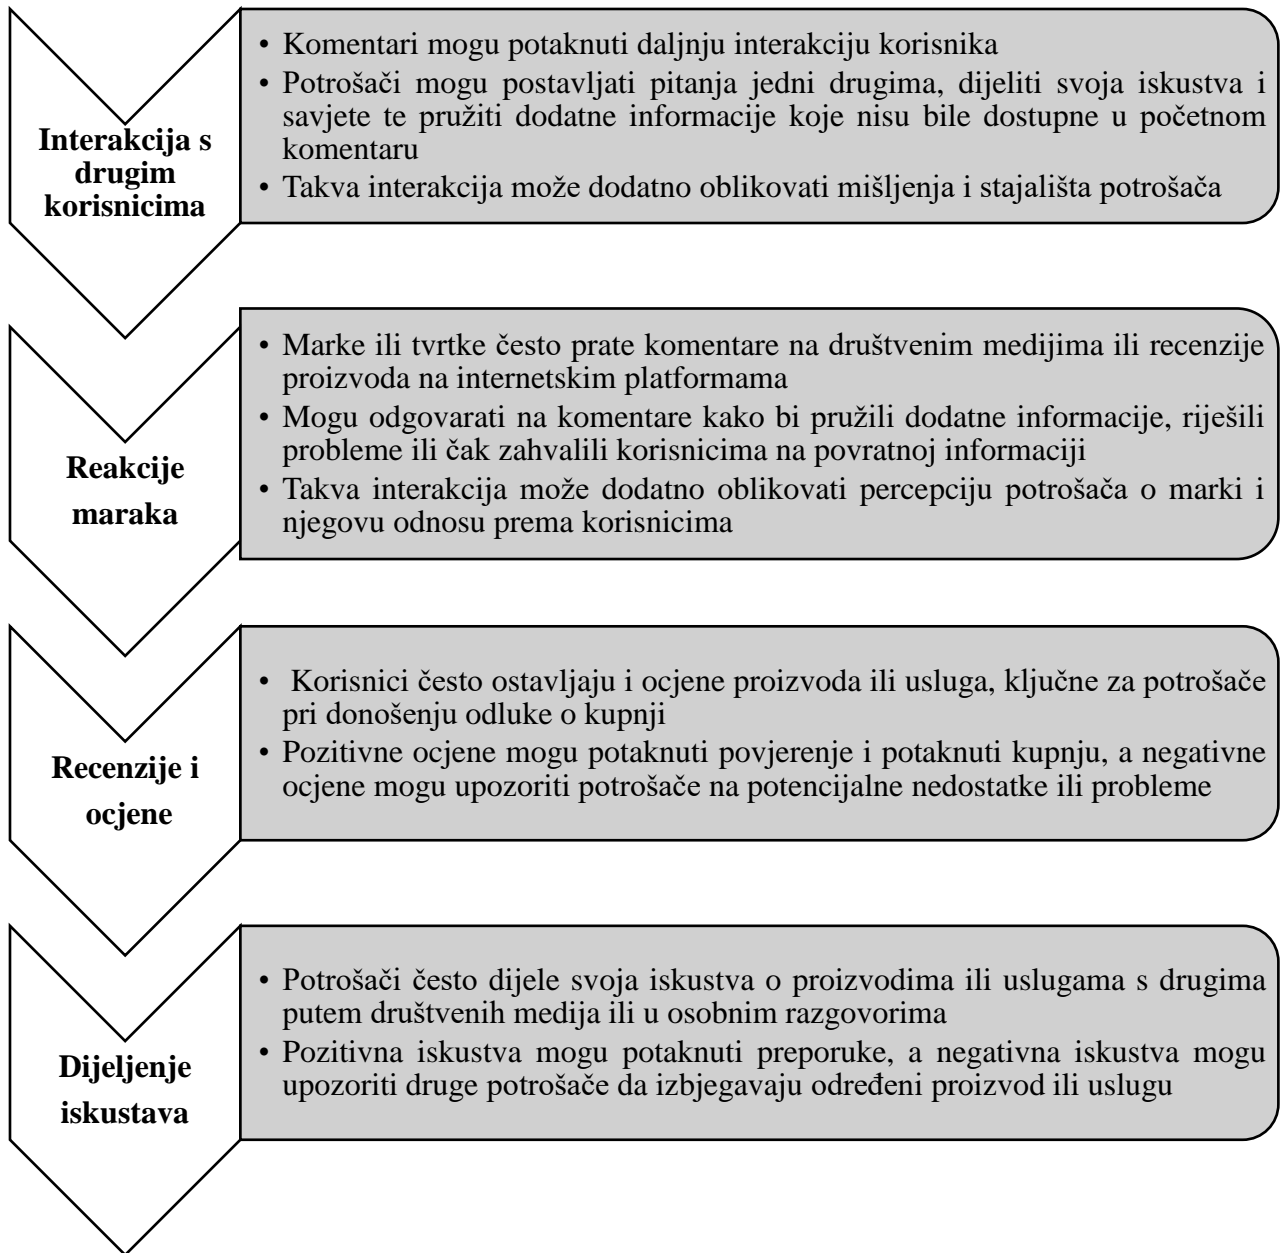 Interakcija s
drugim
korisnicima
• Komentari mogu potaknuti daljnju interakciju korisnika
• Potrošači mogu postavljati pitanja jedni drugima, dijeliti svoja iskustva i
savjete te pružiti dodatne informacije koje nisu bile dostupne u početnom
komentaru
• Takva interakcija može dodatno oblikovati mišljenja i stajališta potrošača
Reakcije
maraka
• Marke ili tvrtke često prate komentare na društvenim medijima ili recenzije
proizvoda na internetskim platformama
• Mogu odgovarati na komentare kako bi pružili dodatne informacije, riješili
probleme ili čak zahvalili korisnicima na povratnoj informaciji
• Takva interakcija može dodatno oblikovati percepciju potrošača o marki i
njegovu odnosu prema korisnicima
Recenzije i
ocjene
• Korisnici često ostavljaju i ocjene proizvoda ili usluga, ključne za potrošače
pri donošenju odluke o kupnji
• Pozitivne ocjene mogu potaknuti povjerenje i potaknuti kupnju, a negativne
ocjene mogu upozoriti potrošače na potencijalne nedostatke ili probleme
Dijeljenje
iskustava
• Potrošači često dijele svoja iskustva o proizvodima ili uslugama s drugima
putem društvenih medija ili u osobnim razgovorima
• Pozitivna iskustva mogu potaknuti preporuke, a negativna iskustva mogu
upozoriti druge potrošače da izbjegavaju određeni proizvod ili uslugu